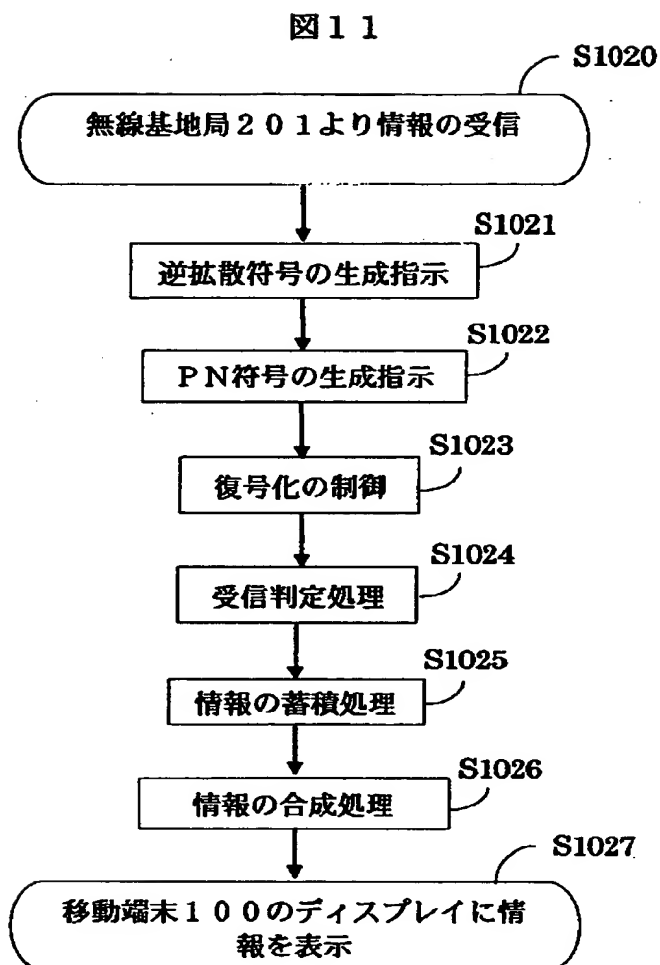 図１１
S1020
無線基地局２０１より情報の受信
S1021
逆拡散符号の生成指示
S1022
ＰＮ符号の生成指示
S1023
復号化の制御
S1024
受信判定処理
S1025
情報の蓄積処理
S1026
情報の合成処理
S1027
移動端末１００のディスプレイに情
報を表示